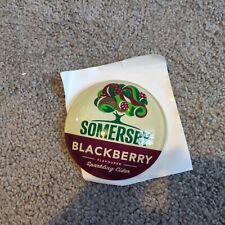 SOMERSBY
BLACKBERRY
FLAVOURED
Sparkling Cider